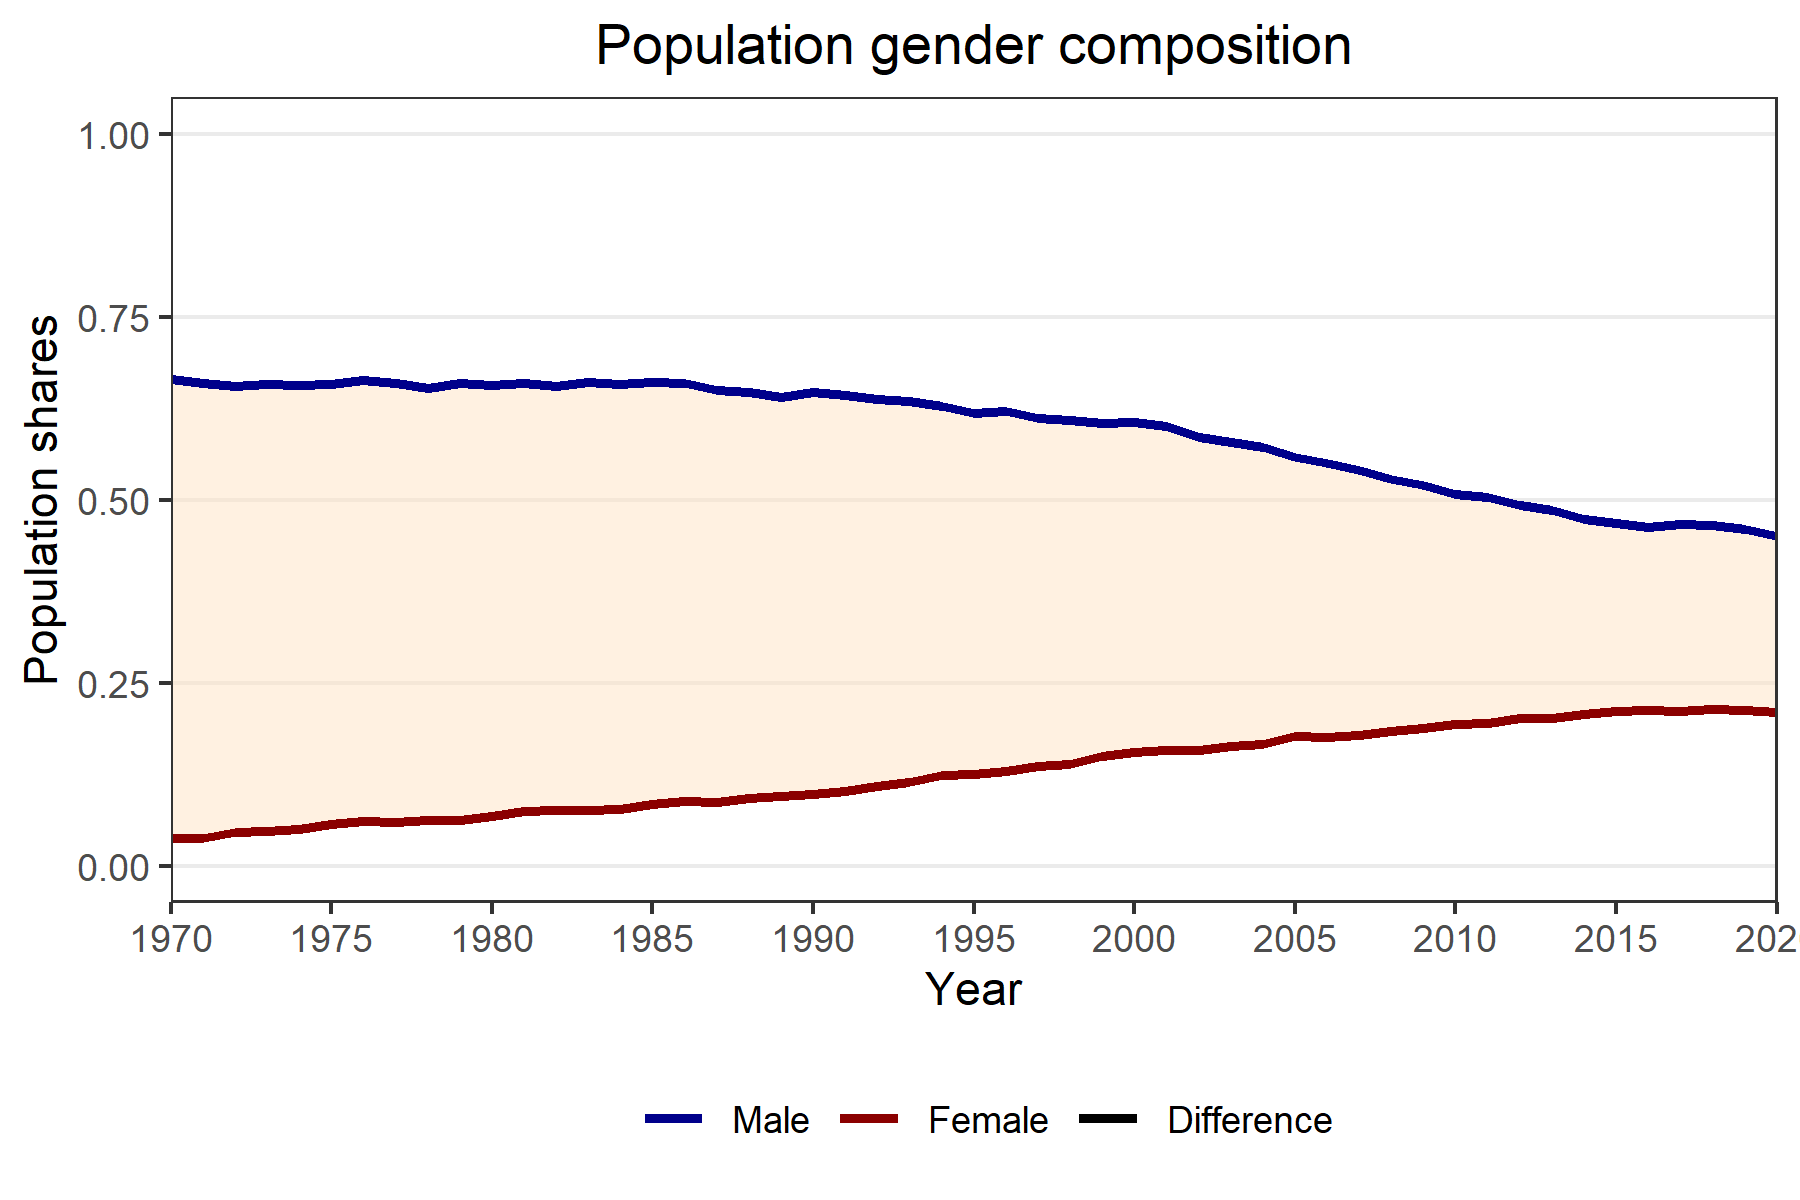 Population gender composition
Population shares
1.00
0.75
0.50
0.25
0.00
1970 1975 1980 1985 1990 1995 2000 2005 2010 2015 202
Year
Male Female Difference